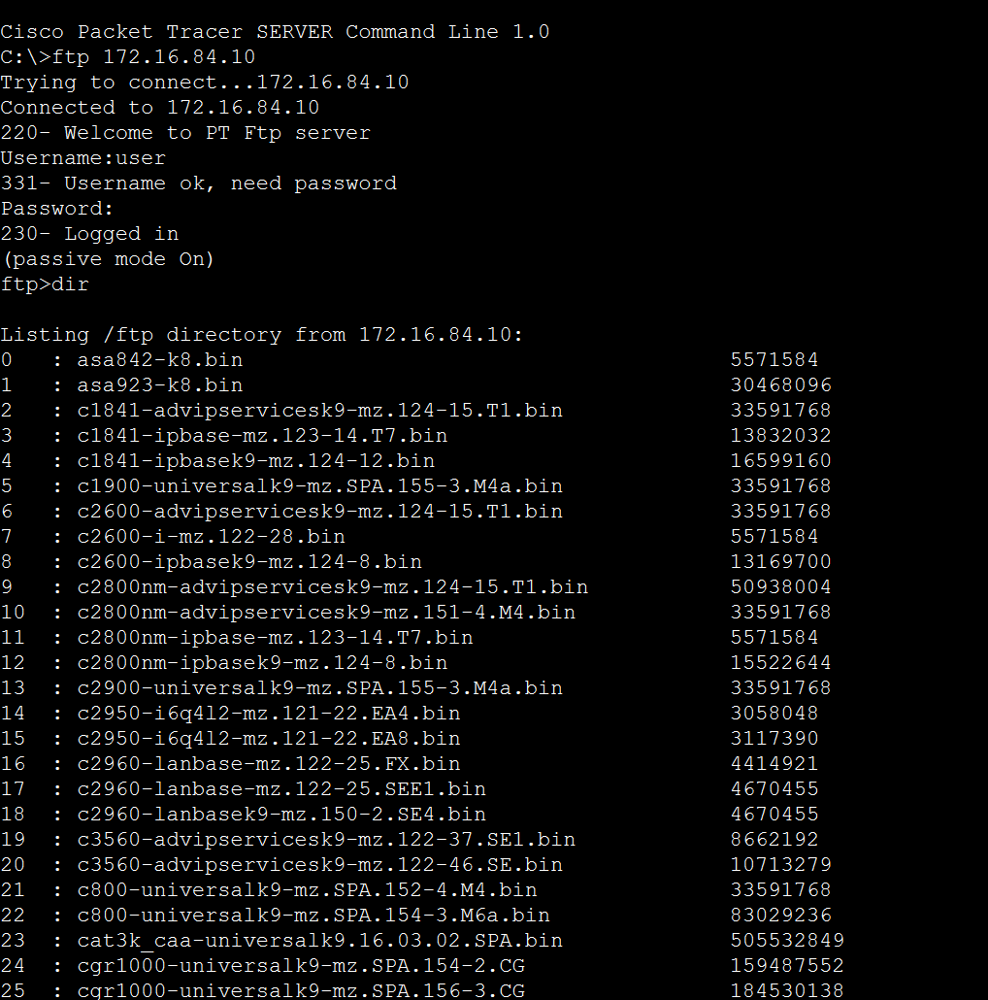 Cisco Packet Tracer SERVER Command Line 1.0
C:\>ftp 172.16.84.10
Trying to connect...172.16.84.10
Connected to 172.16.84.10
220- Welcome to PT Ftp server
Username:user
331- Username ok, need password
Password:
230- Logged in
(passive mode On)
ftp>dir
Listing /ftp directory from 172.16.84.10:
0 : asa842-k8.bin 5571584
1 : asa923-k8.bin 30468096
2 : c1841-advipservicesk9-mz.124-15.T1.bin 33591768
3 : c1841-ipbase-mz.123-14.T7.bin 13832032
4 : c1841-ipbasek9-mz.124-12.bin 16599160
5 : c1900-universalk9-mz.SPA.155-3.M4a.bin 33591768
6 : c2600-advipservicesk9-mz.124-15.T1.bin 33591768
7 : c2600-i-mz.122-28.bin 5571584
8 : c2600-ipbasek9-mz.124-8.bin 13169700
9 : c2800nm-advipservicesk9-mz.124-15.T1.bin 50938004
10 : c2800nm-advipservicesk9-mz.151-4.M4.bin 33591768
11 : c2800nm-ipbase-mz.123-14.T7.bin 5571584
12 : c2800nm-ipbasek9-mz.124-8.bin 15522644
13 : c2900-universalk9-mz.SPA.155-3.M4a.bin 33591768
14 : c2950-i6q4l2-mz.121-22.EA4.bin 3058048
15 : c2950-i6q4l2-mz.121-22.EA8.bin 3117390
16 : c2960-lanbase-mz.122-25.FX.bin 4414921
17 : c2960-lanbase-mz.122-25.SEE1.bin 4670455
18 : c2960-lanbasek9-mz.150-2.SE4.bin 4670455
19 : c3560-advipservicesk9-mz.122-37.SE1.bin 8662192
20 : c3560-advipservicesk9-mz.122-46.SE.bin 10713279
21 : c800-universalk9-mz.SPA.152-4.M4.bin 33591768
22 : c800-universalk9-mz.SPA.154-3.M6a.bin 83029236
23 : cat3k_caa-universalk9.16.03.02.SPA.bin 505532849
24 : cgr1000-universalk9-mz.SPA.154-2.CG 159487552
25 : cgr1000-universalk9-mz.SPA.156-3.CG 184530138